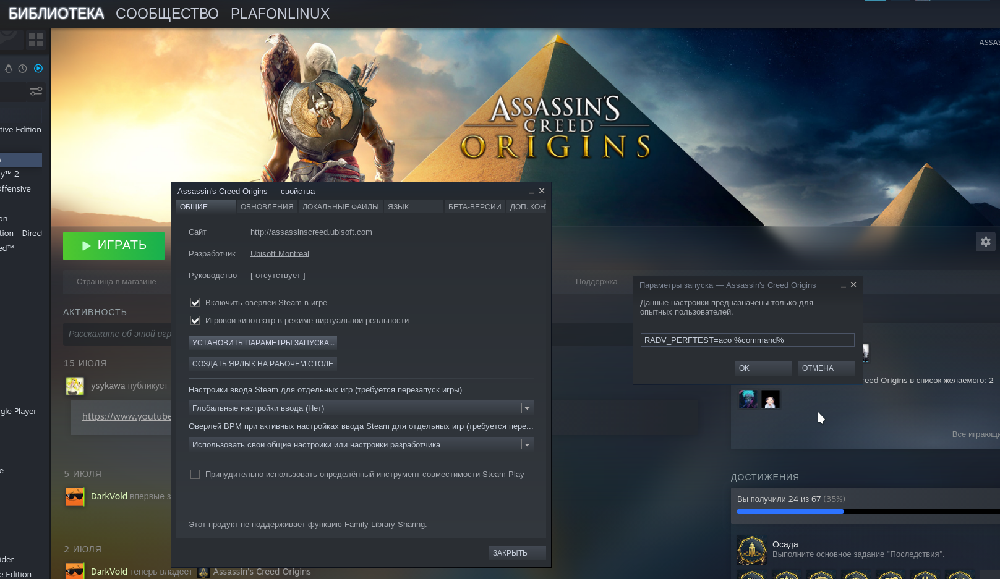 БИБЛИОТЕКА СООБЩЕСТВО PLAFONLINUX
ASSASSIN'S
CREED
ORIGINS
tive Edition
y™ 2
Offensive
on
tion - Direct
ed™
gle Player
e
ider
e Edition
ИГРАТЬ
Страница в магазине
Поддержка
АКТИВНОСТЬ
Расскажите об этой игр
15 ИЮЛЯ
ysykawa публикует
https://www.youtube
5 ИЮЛЯ
DarkVold впервые з
2 ИЮЛЯ
DarkVold теперь владеет Assassin's Creed Origins
Assassin's Creed Origins — свойства
ОБЩИЕ ОБНОВЛЕНИЯ ЛОКАЛЬНЫЕ ФАЙЛЫ ЯЗЫК БЕТА-ВЕРСИИ ДОП. КОН
Сайт http://assassinscreed.ubisoft.com
Разработчик Ubisoft Montreal
Руководство [ отсутствует ]
Включить оверлей Steam в игре
Игровой кинотеатр в режиме виртуальной реальности
УСТАНОВИТЬ ПАРАМЕТРЫ ЗАПУСКА...
СОЗДАТЬ ЯРЛЫК НА РАБОЧЕМ СТОЛЕ
Настройки ввода Steam для отдельных игр (требуется перезапуск игры)
Глобальные настройки ввода (Нет)
Оверлей BPM при активных настройках ввода Steam для отдельных игр (требуется пере...
Использовать свои общие настройки или настройки разработчика
Принудительно использовать определённый инструмент совместимости Steam Play
Этот продукт не поддерживает функцию Family Library Sharing.
ЗАКРЫТЬ
Параметры запуска — Assassin's Creed Origins
Данные настройки предназначены только для
опытных пользователей.
RADV_PERFTEST=aco %command%
OK ОТМЕНА
reed Origins в список желаемого: 2
Все играющи
ДОСТИЖЕНИЯ
Вы получили 24 из 67 (35%)
Осада
Выполните основное задание "Последствия".